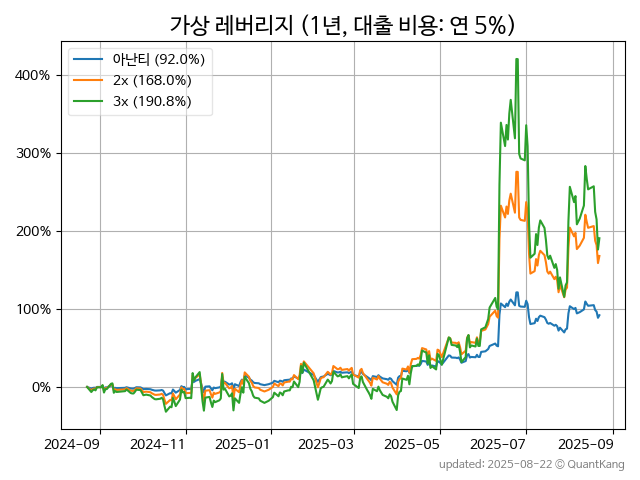 가상 레버리지 (1년, 대출 비용: 연 5%)
아난티 (92.0%)
2x (168.0%)
3x (190.8%)
400%
300%
200%
100%
0%
2024-09 2024-11 2025-01 2025-03 2025-05 2025-07 2025-09
updated: 2025-08-22 © QuantKang